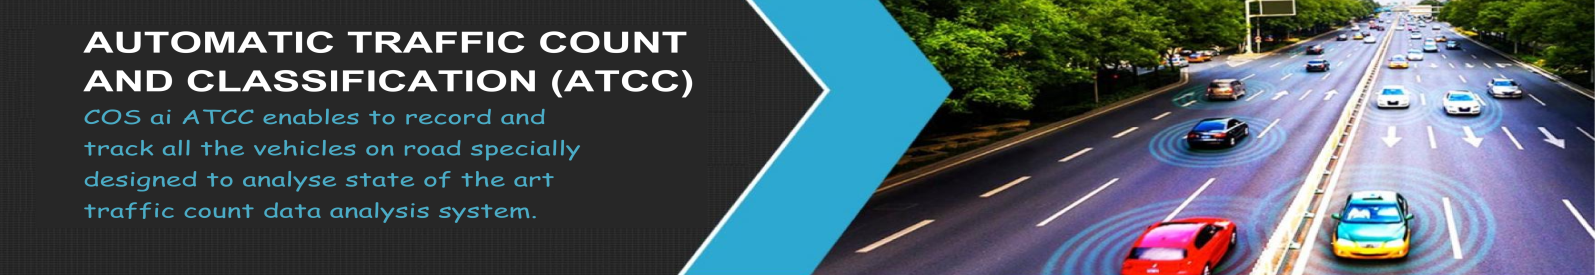 AUTOMATIC TRAFFIC COUNT
AND CLASSIFICATION (ATCC)
COS ai ATCC enables to record and
track all the vehicles on road specially
designed to analyse state of the art
traffic count data analysis system.